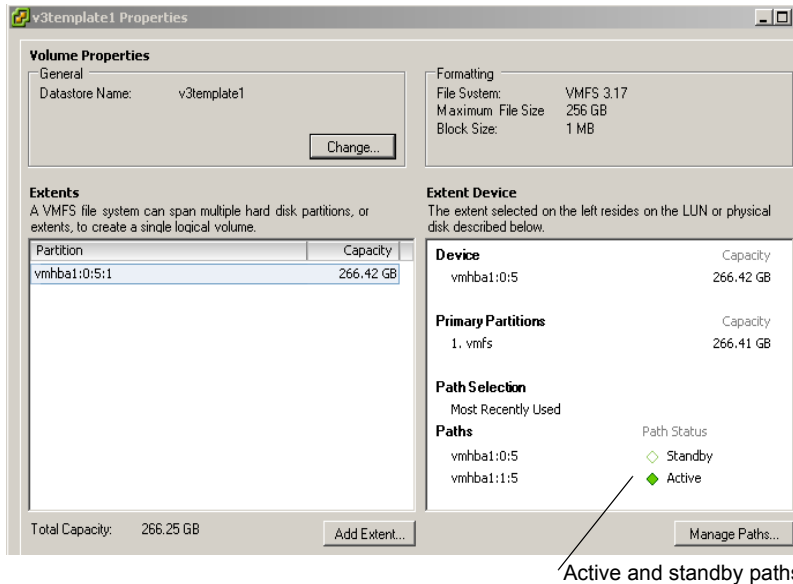 v3template1 Properties
Volume Properties
General
Datastore Name: v3template1
Change...
Formatting
File System: VMFS 3.17
Maximum File Size 256 GB
Block Size: 1 MB
Extents
A VMFS file system can span multiple hard disk partitions, or
extents, to create a single logical volume.
Partition Capacity
vmhba1:0:5:1 266.42 GB
Total Capacity: 266.25 GB
Add Extent...
Extent Device
The extent selected on the left resides on the LUN or physical
disk described below.
Device Capacity
vmhba1:0:5 266.42 GB
Primary Partitions Capacity
1. vmfs 266.41 GB
Path Selection
Most Recently Used
Paths Path Status
vmhba1:0:5 Standby
vmhba1:1:5 Active
Manage Paths...
Active and standby paths